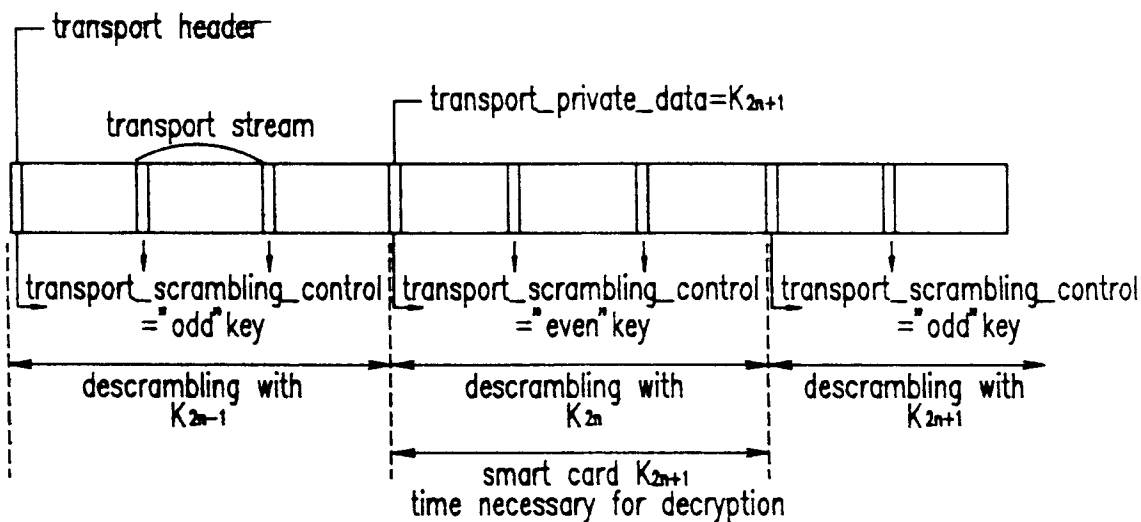 transport header
transport_private_data=K2n+1
transport stream
transport_scrambling_control
="odd" key
transport_scrambling_control
="even" key
transport_scrambling_control
="odd" key
descrambling with
K2n-1
descrambling with
K2n
descrambling with
K2n+1
smart card K2n+1
time necessary for decryption